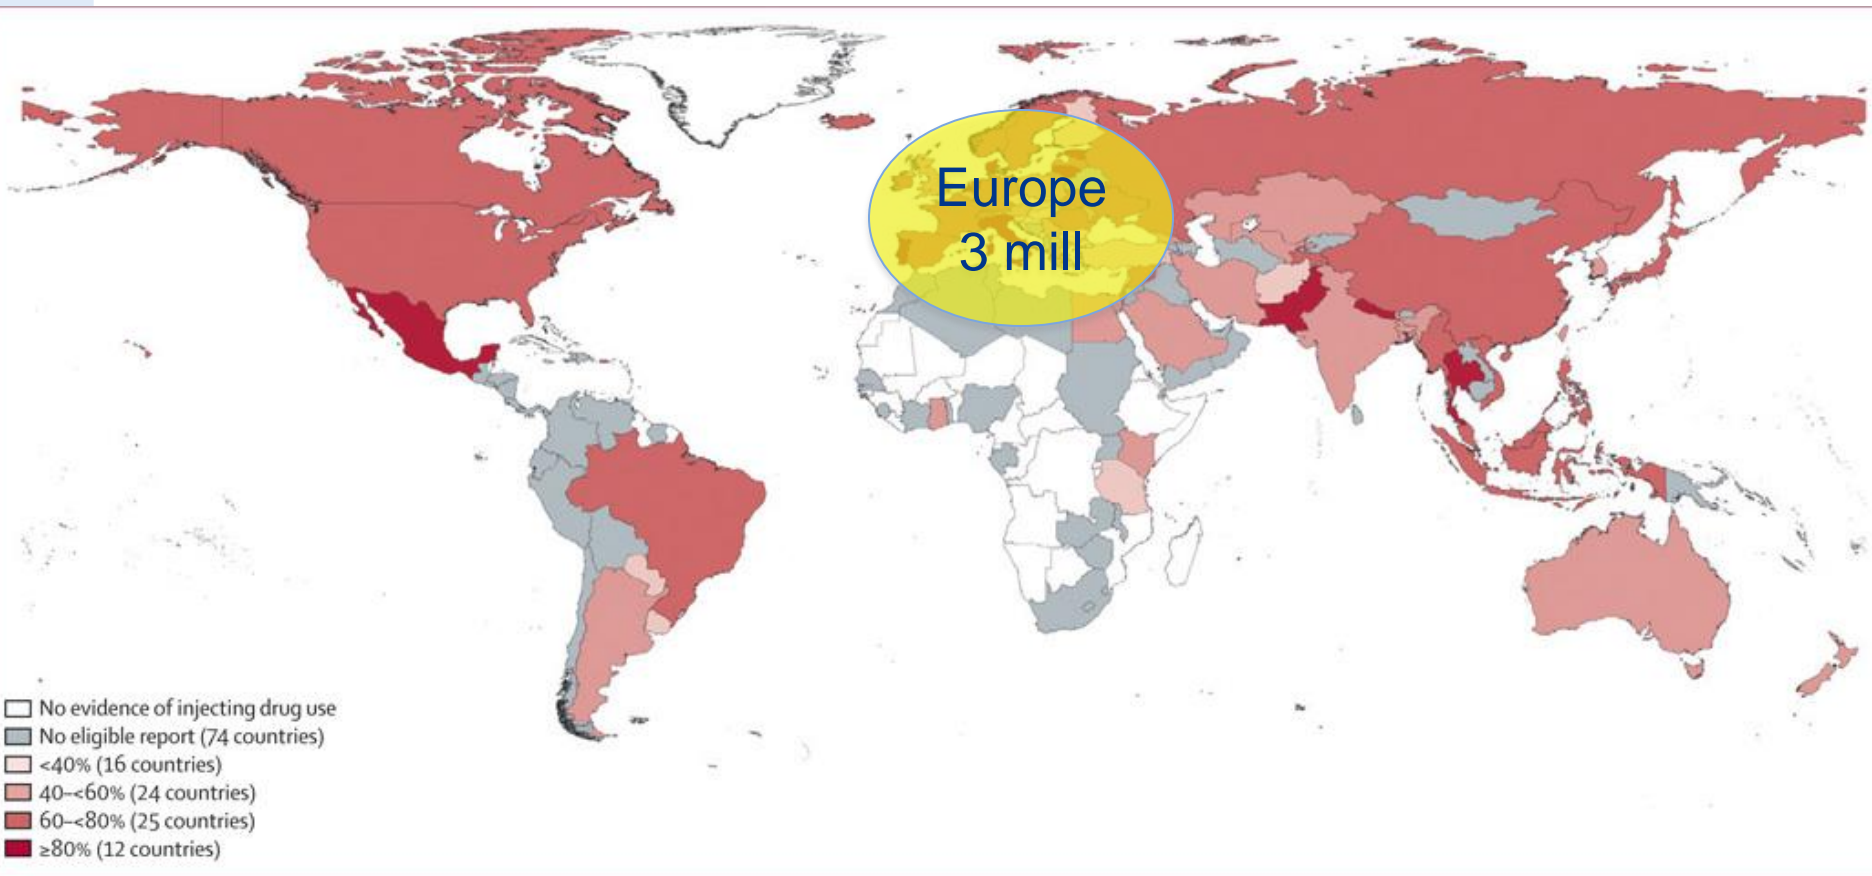 Europe
3 mill
No evidence of injecting drug use
No eligible report (74 countries)
<40% (16 countries)
40–<60% (24 countries)
60–<80% (25 countries)
≥80% (12 countries)